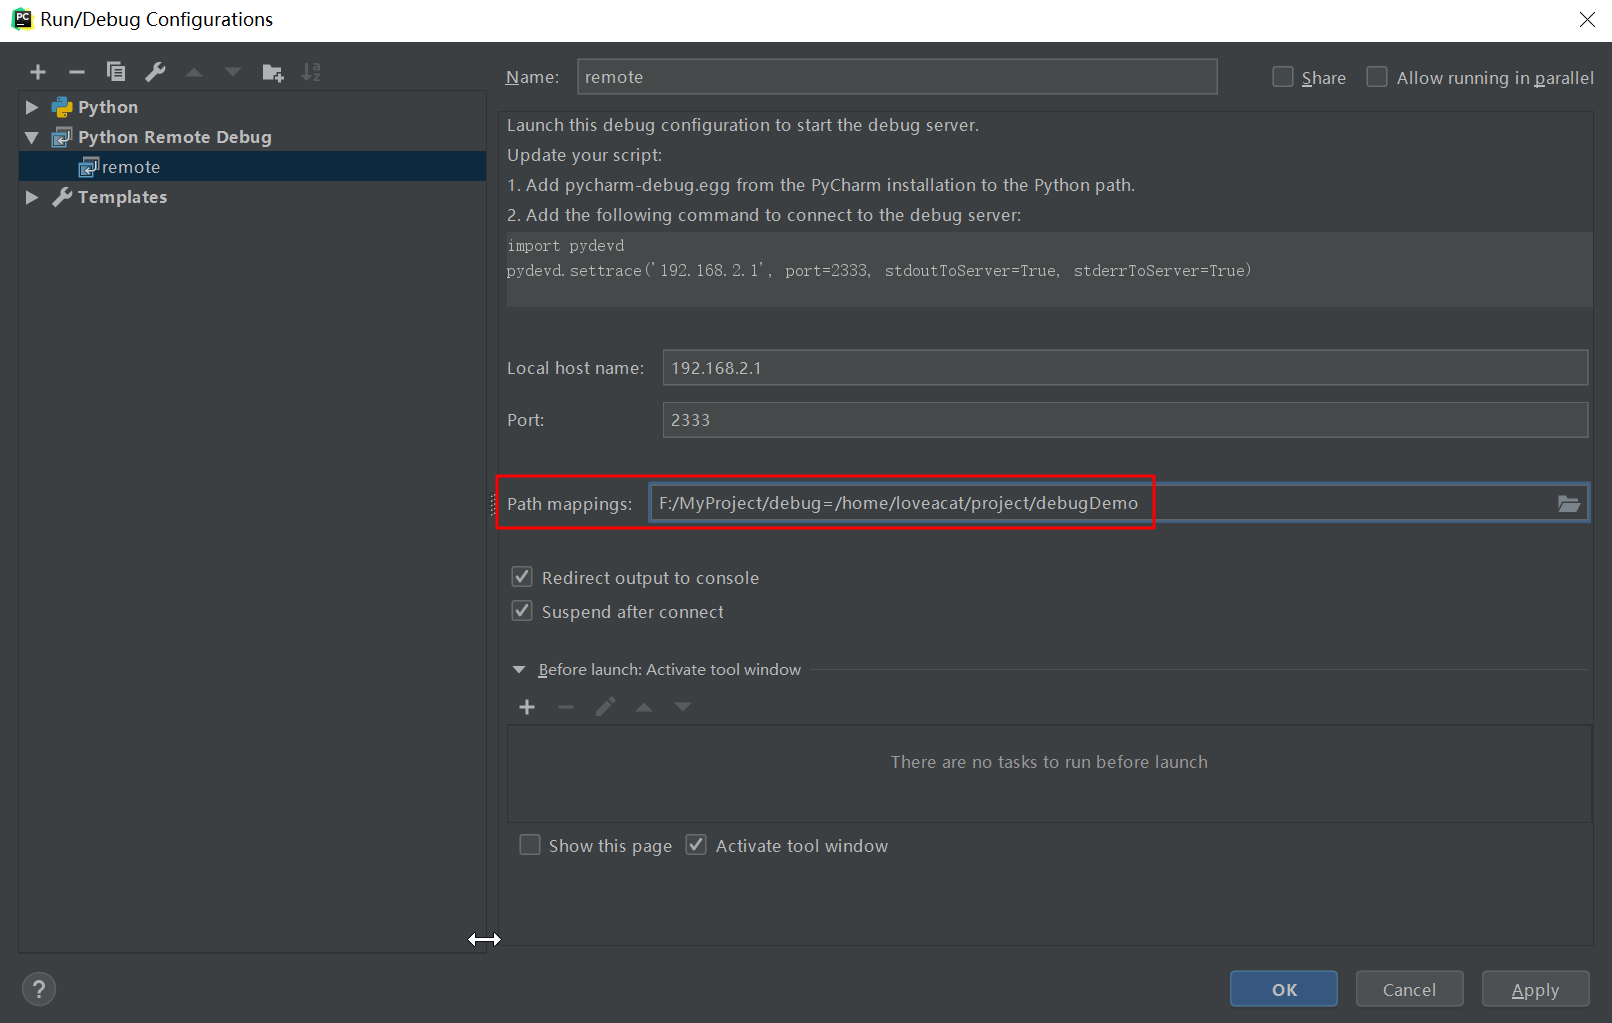 Run/Debug Configurations
Name: remote
Share
Allow running in parallel
Python
Python Remote Debug
remote
Templates
Launch this debug configuration to start the debug server.
Update your script:
1. Add pycharm-debug.egg from the PyCharm installation to the Python path.
2. Add the following command to connect to the debug server:
import pydevd
pydevd.settrace('192.168.2.1', port=2333, stdoutToServer=True, stderrToServer=True)
Local host name: 192.168.2.1
Port: 2333
Path mappings: F:/MyProject/debug=/home/loveacat/project/debugDemo
Redirect output to console
Suspend after connect
Before launch: Activate tool window
There are no tasks to run before launch
Show this page
Activate tool window
?
OK
Cancel
Apply